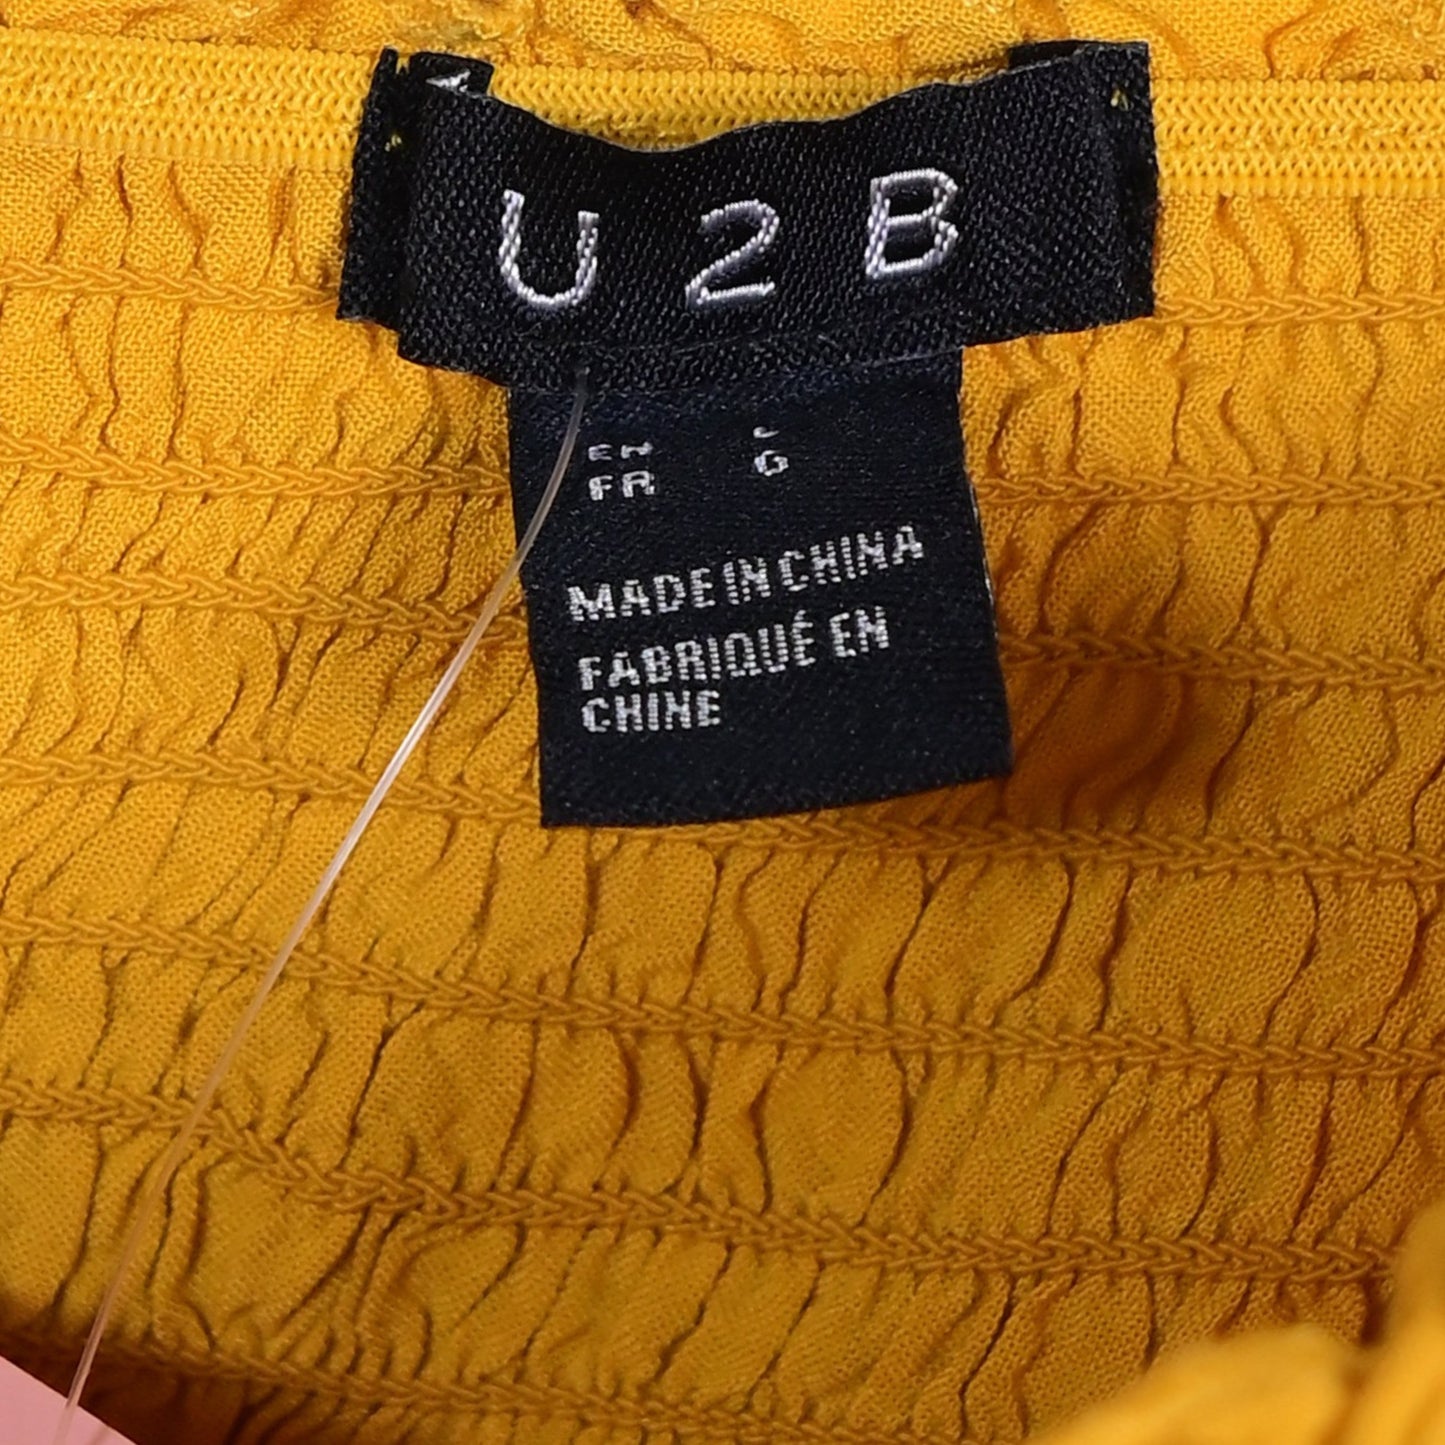 U2B
EN
FR G
MADE IN CHINA
FABRIQUÉ EN
CHINE